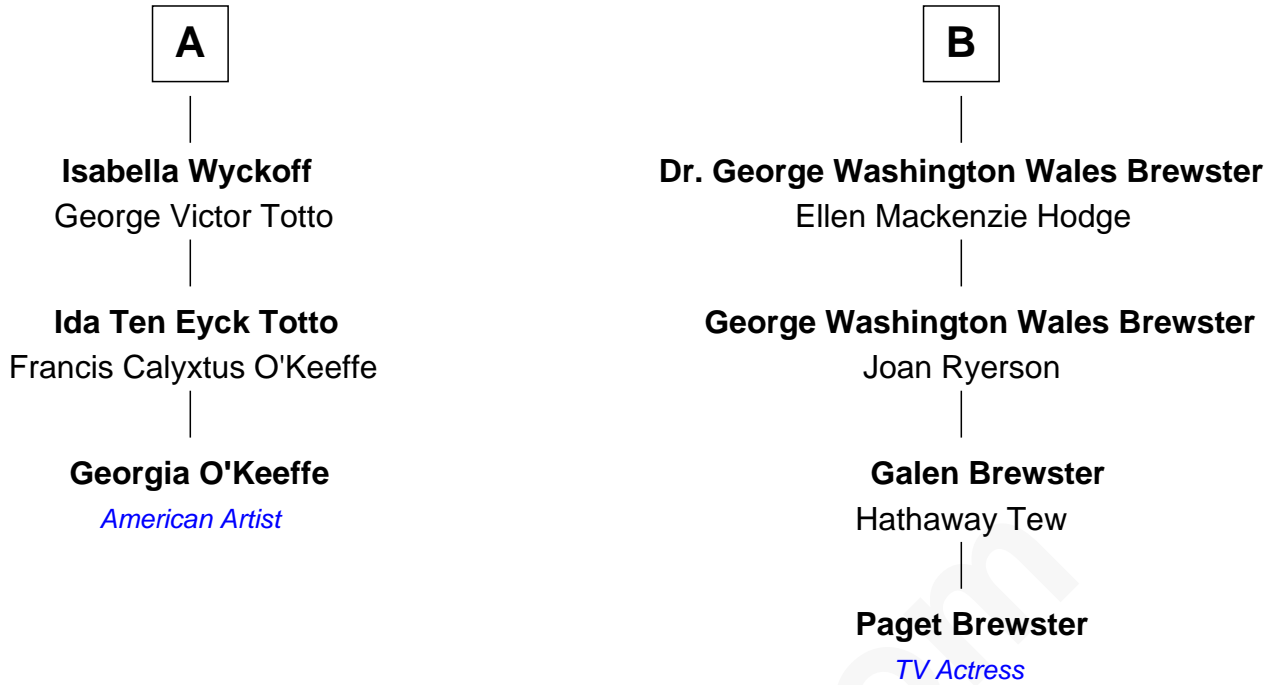 A
Isabella Wyckoff
George Victor Totto
Ida Ten Eyck Totto
Francis Calyxtus O'Keeffe
Georgia O'Keeffe
American Artist
B
Dr. George Washington Wales Brewster
Ellen Mackenzie Hodge
George Washington Wales Brewster
Joan Ryerson
Galen Brewster
Hathaway Tew
Paget Brewster
TV Actress